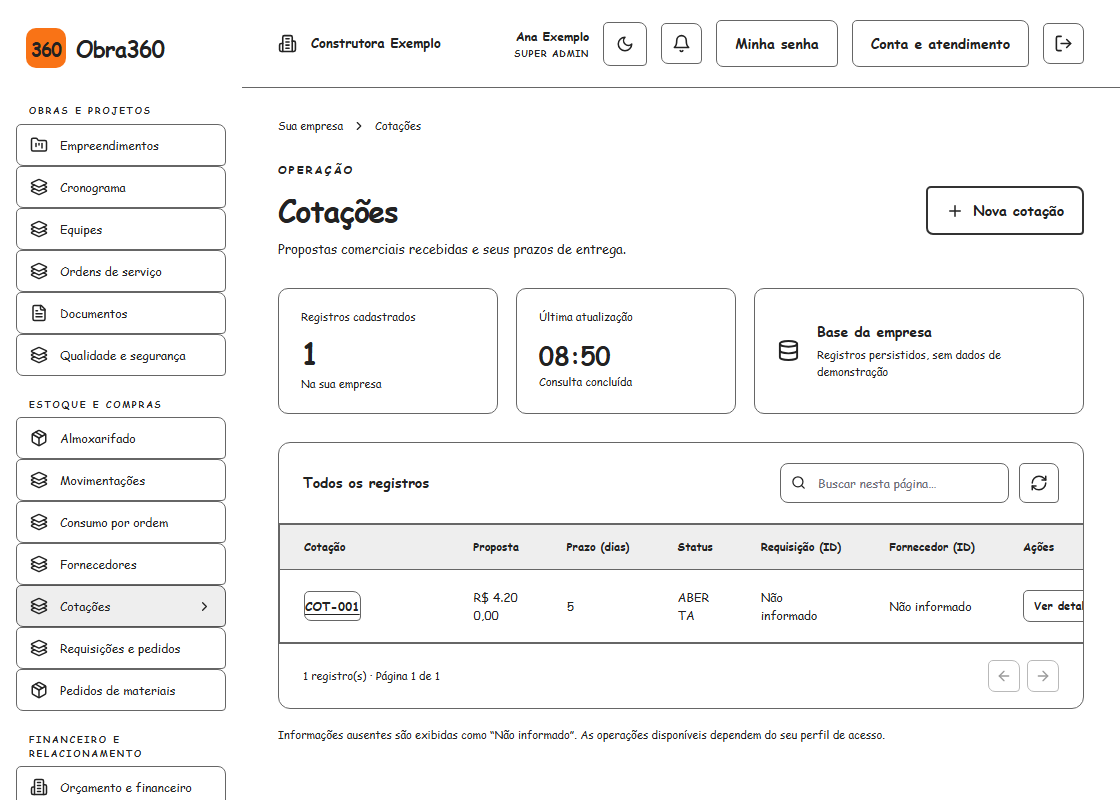 360 Obra360
OBRAS E PROJETOS
Empreendimentos
Cronograma
Equipes
Ordens de serviço
Documentos
Qualidade e segurança
ESTOQUE E COMPRAS
Almoxarifado
Movimentações
Consumo por ordem
Fornecedores
Cotações
Requisições e pedidos
Pedidos de materiais
FINANCEIRO E
RELACIONAMENTO
Orçamento e financeiro
Construtora Exemplo
Ana Exemplo
SUPER ADMIN
Minha senha
Conta e atendimento
Sua empresa > Cotações
OPERAÇÃO
Cotações
Propostas comerciais recebidas e seus prazos de entrega.
+ Nova cotação
Registros cadastrados
1
Na sua empresa
Última atualização
08:50
Consulta concluída
Base da empresa
Registros persistidos, sem dados de
demonstração
Todos os registros
Buscar nesta página...
Cotação Proposta Prazo (dias) Status Requisição (ID) Fornecedor (ID) Ações
COT-001
R$ 4.20
0,00
5
ABER
TA
Não
informado
Não informado
Ver detal
1 registro(s) · Página 1 de 1
Informações ausentes são exibidas como “Não informado”. As operações disponíveis dependem do seu perfil de acesso.